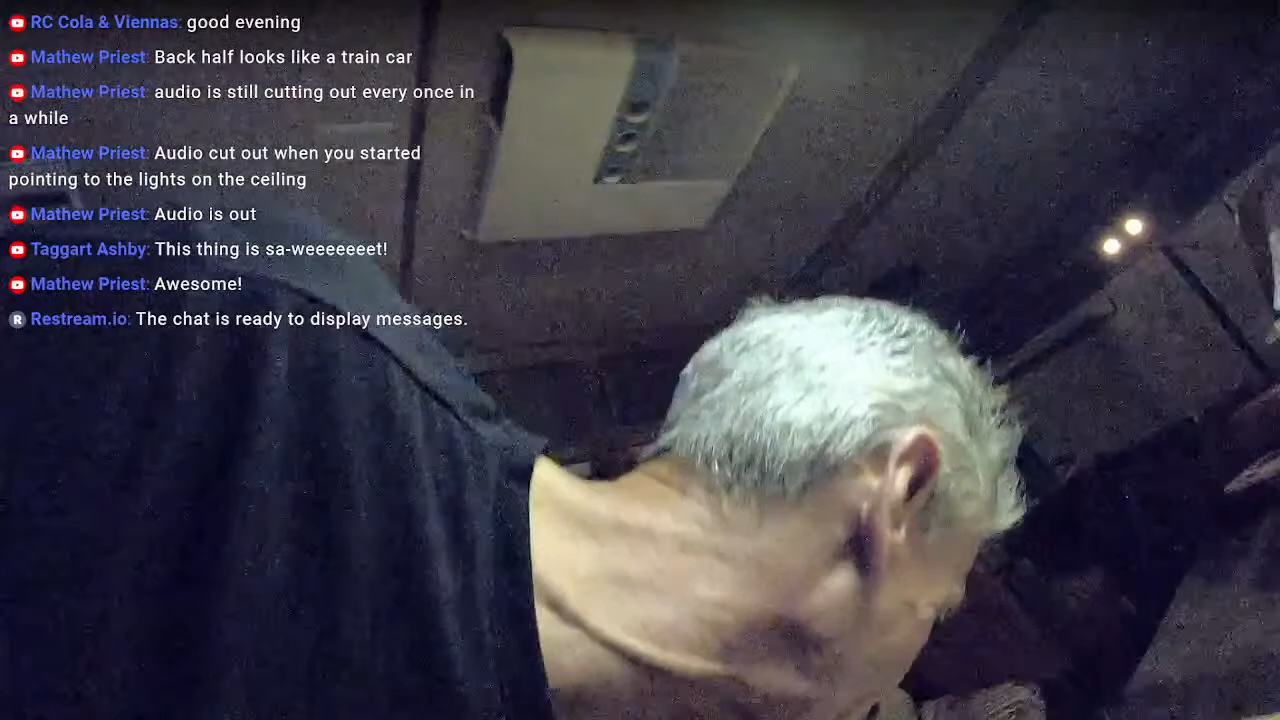 RC Cola & Viennas: good evening
Mathew Priest: Back half looks like a train car
Mathew Priest: audio is still cutting out every once in
a while
Mathew Priest: Audio cut out when you started
pointing to the lights on the ceiling
Mathew Priest: Audio is out
Taggart Ashby: This thing is sa-weeeeeeet!
Mathew Priest: Awesome!
R Restream.io: The chat is ready to display messages.